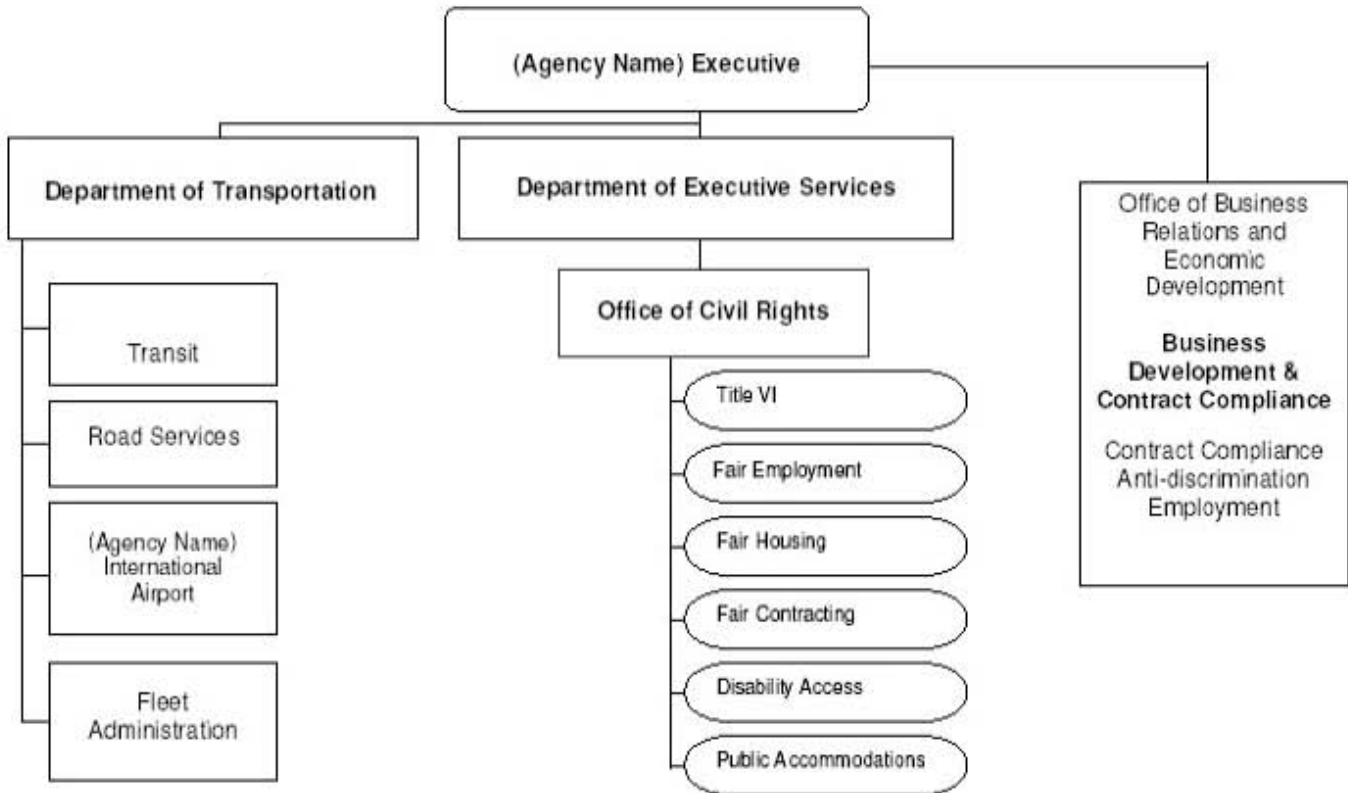 (Agency Name) Executive
Department of Transportation
Department of Executive Services
Office of Business
Relations and
Economic
Development
Business
Development &
Contract Compliance
Contract Compliance
Anti-discrimination
Employment
Transit
Road Services
(Agency Name)
International
Airport
Fleet
Administration
Office of Civil Rights
Title VI
Fair Employment
Fair Housing
Fair Contracting
Disability Access
Public Accommodations